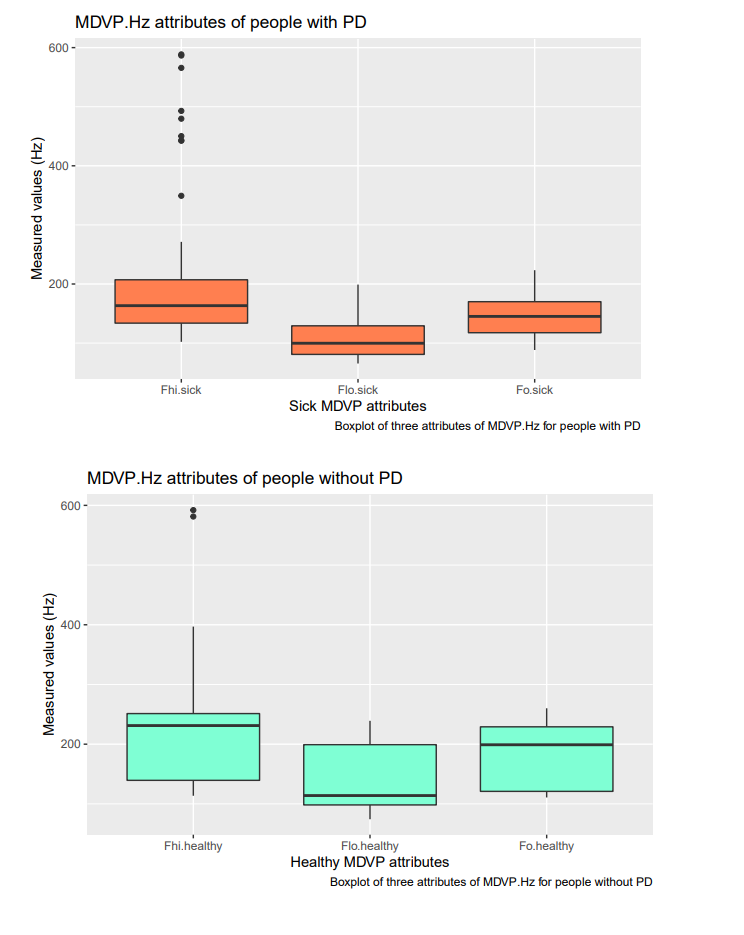 MDVP.Hz attributes of people with PD
600
400
200
Measured values (Hz)
Fhi.sick Flo.sick Fo.sick
Sick MDVP attributes
Boxplot of three attributes of MDVP.Hz for people with PD
MDVP.Hz attributes of people without PD
600
400
200
Measured values (Hz)
Fhi.healthy Flo.healthy Fo.healthy
Healthy MDVP attributes
Boxplot of three attributes of MDVP.Hz for people without PD